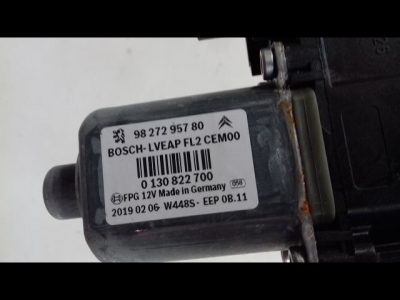 98 272 957 80
BOSCH-LVEAP FL2 CEM00
0 130 822 700
FPG 12V Made in Germany
2019 02 06- W448S - EEP 0B.11